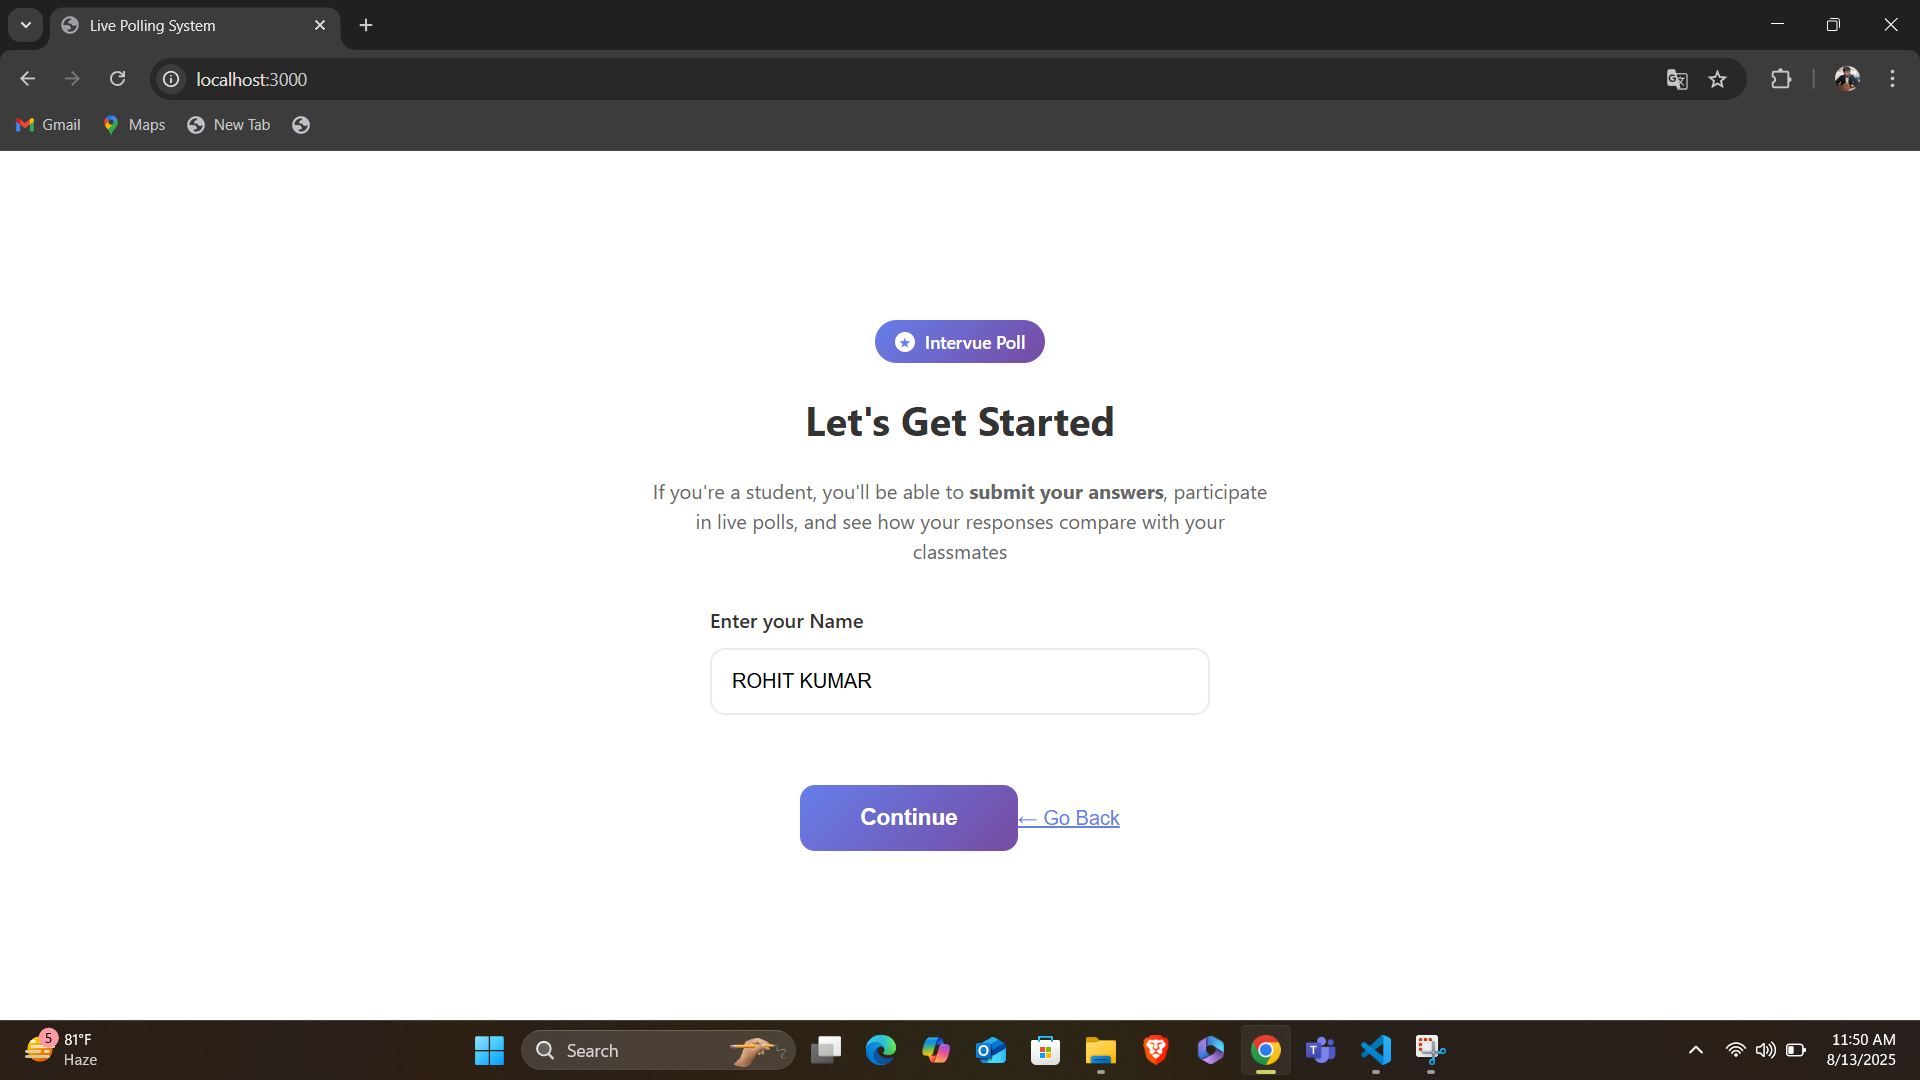 Live Polling System
localhost:3000
Gmail
Maps
New Tab
Intervue Poll
Let's Get Started
If you're a student, you'll be able to submit your answers, participate
in live polls, and see how your responses compare with your
classmates
Enter your Name
ROHIT KUMAR
Continue
← Go Back
5
81°F
Haze
Search
11:50 AM
8/13/2025